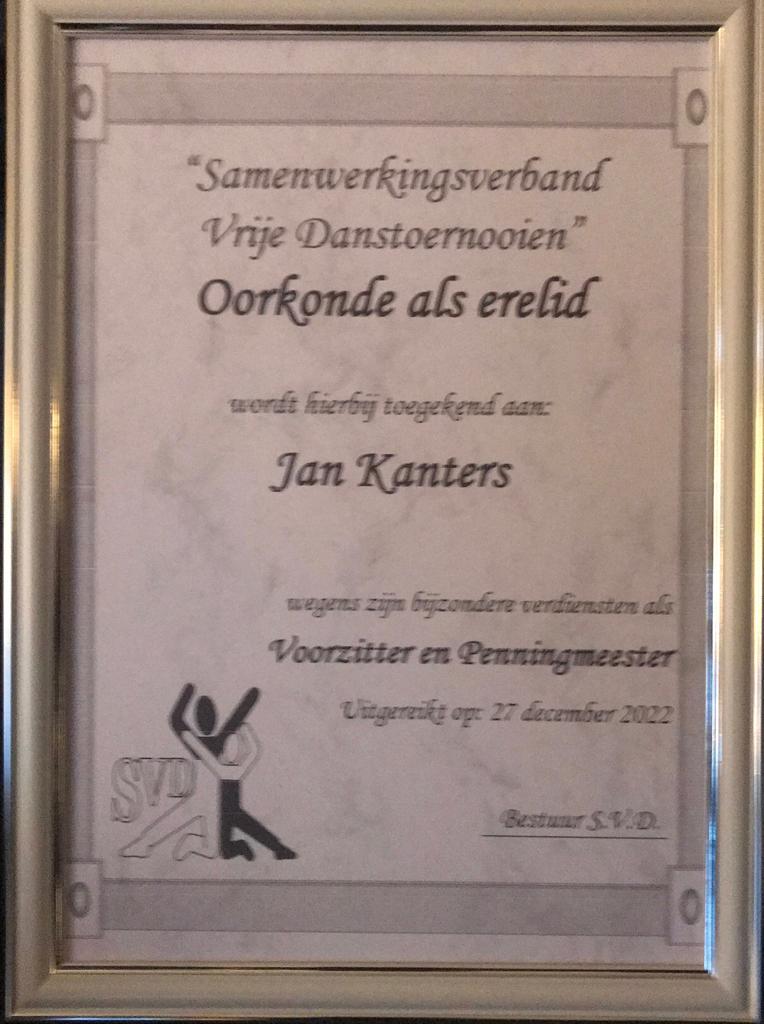 “Samenwerkingsverband
Vrije Danstoernooien”
Oorkonde als erelid
wordt hierbij toegekend aan:
Jan Kanters
wegens zijn bijzondere verdiensten als
Voorzitter en Penningmeester
Uitgereikt op: 27 december 2022
SVD
Bestuur S.V.D.